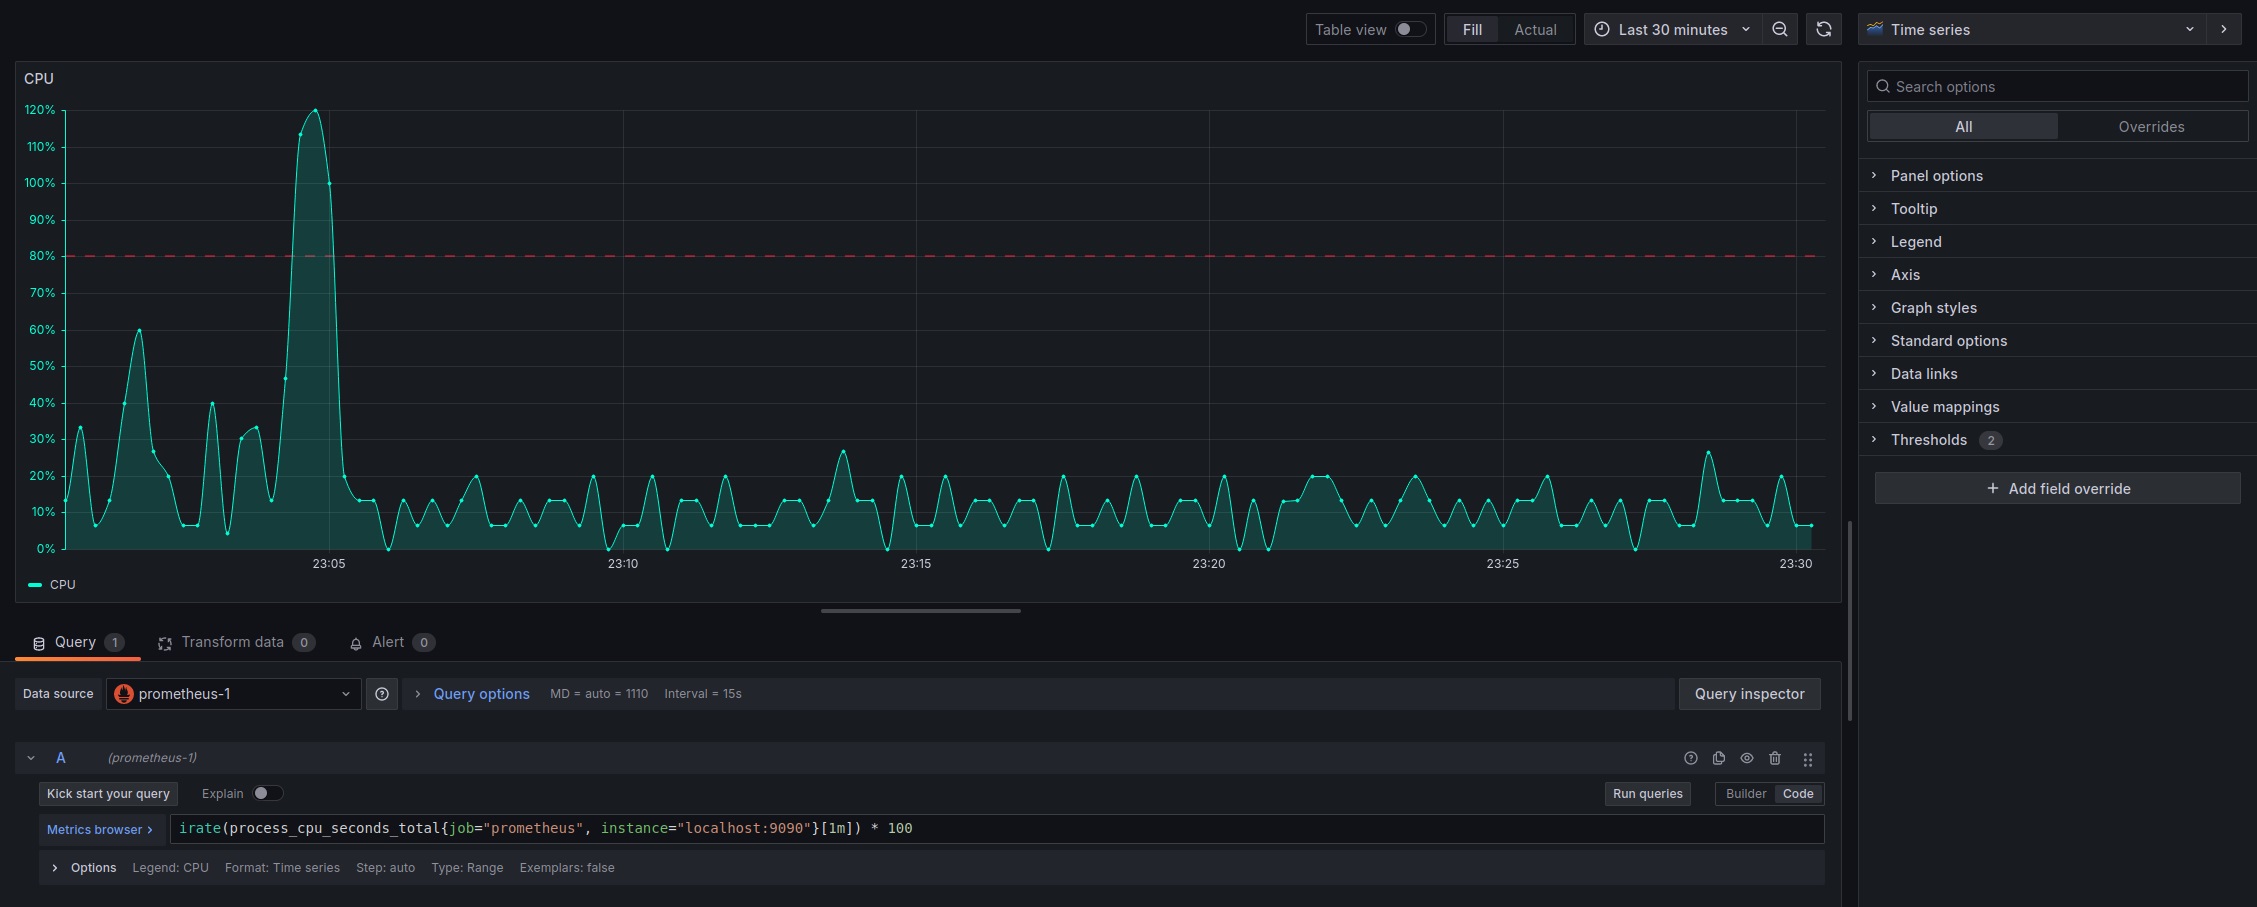 Table view Fill Actual Last 30 minutes Time series
CPU
Search options
All Overrides
120%
110%
100%
90%
80%
70%
60%
50%
40%
30%
20%
10%
0%
23:05 23:10 23:15 23:20 23:25 23:30
CPU
Panel options
Tooltip
Legend
Axis
Graph styles
Standard options
Data links
Value mappings
Thresholds 2
+ Add field override
Query 1 Transform data 0 Alert 0
Data source prometheus-1 Query options MD = auto = 1110 Interval = 15s Query inspector
A (prometheus-1)
Kick start your query Explain Run queries Builder Code
Metrics browser > irate(process_cpu_seconds_total{job="prometheus", instance="localhost:9090"}[1m]) * 100
Options Legend: CPU Format: Time series Step: auto Type: Range Exemplars: false